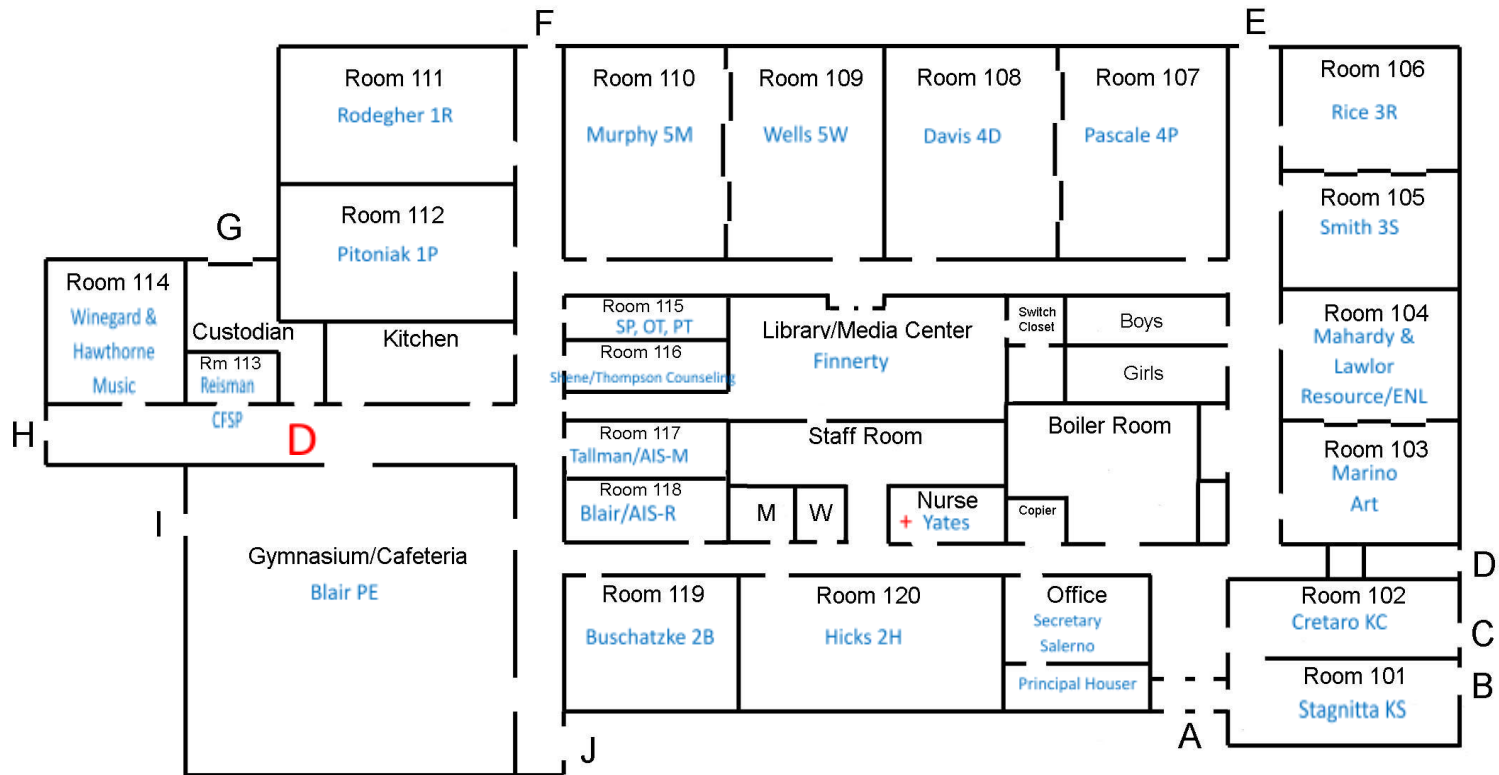 F
E
Room 111
Rodegher 1R
Room 110
Murphy 5M
Room 109
Wells 5W
Room 108
Davis 4D
Room 107
Pascale 4P
Room 106
Rice 3R
Room 105
Smith 3S
Room 112
Pitoniak 1P
G
Room 114
Winegard &
Hawthorne
Music
Custodian
Rm 113
Reisman
CFSP
Kitchen
Room 115
SP, OT, PT
Room 116
Shene/Thompson Counseling
Library/Media Center
Finnerty
Switch
Closet
Boys
Girls
Room 104
Mahardy &
Lawlor
Resource/ENL
H
D
Room 117
Tallman/AIS-M
Room 118
Blair/AIS-R
Staff Room
M
W
Nurse
+ Yates
Boiler Room
Copier
Room 103
Marino
Art
I
Gymnasium/Cafeteria
Blair PE
Room 119
Buschatzke 2B
Room 120
Hicks 2H
Office
Secretary
Salerno
Principal Houser
D
Room 102
Cretaro KC
C
Room 101
Stagnitta KS
B
J
A